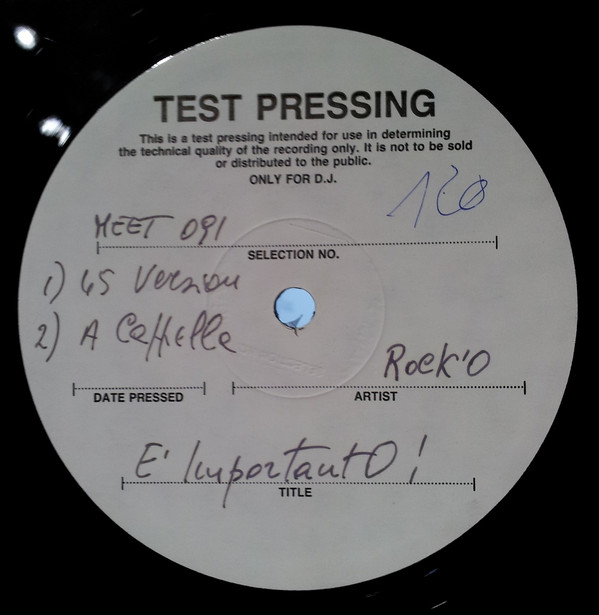 TEST PRESSING
This is a test pressing intended for use in determining
the technical quality of the recording only. It is not to be sold
or distributed to the public.
ONLY FOR D.J.
120
MEET 091
SELECTION NO.
1) 45 Version
2) A Cappella
Rock'O
DATE PRESSED
ARTIST
E' ImportantO!
TITLE